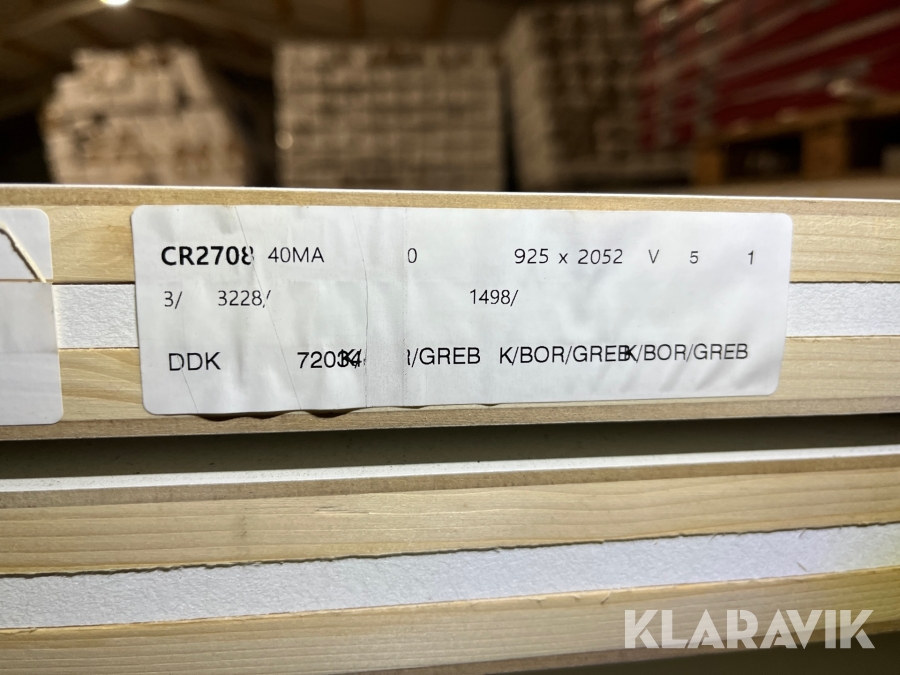 CR2708 40MA 0 925 x 2052 V 5 1
3/ 3228/ 1498/
DDK /GREB K/BOR/GREB K/BOR/GREB
KLARAVIK